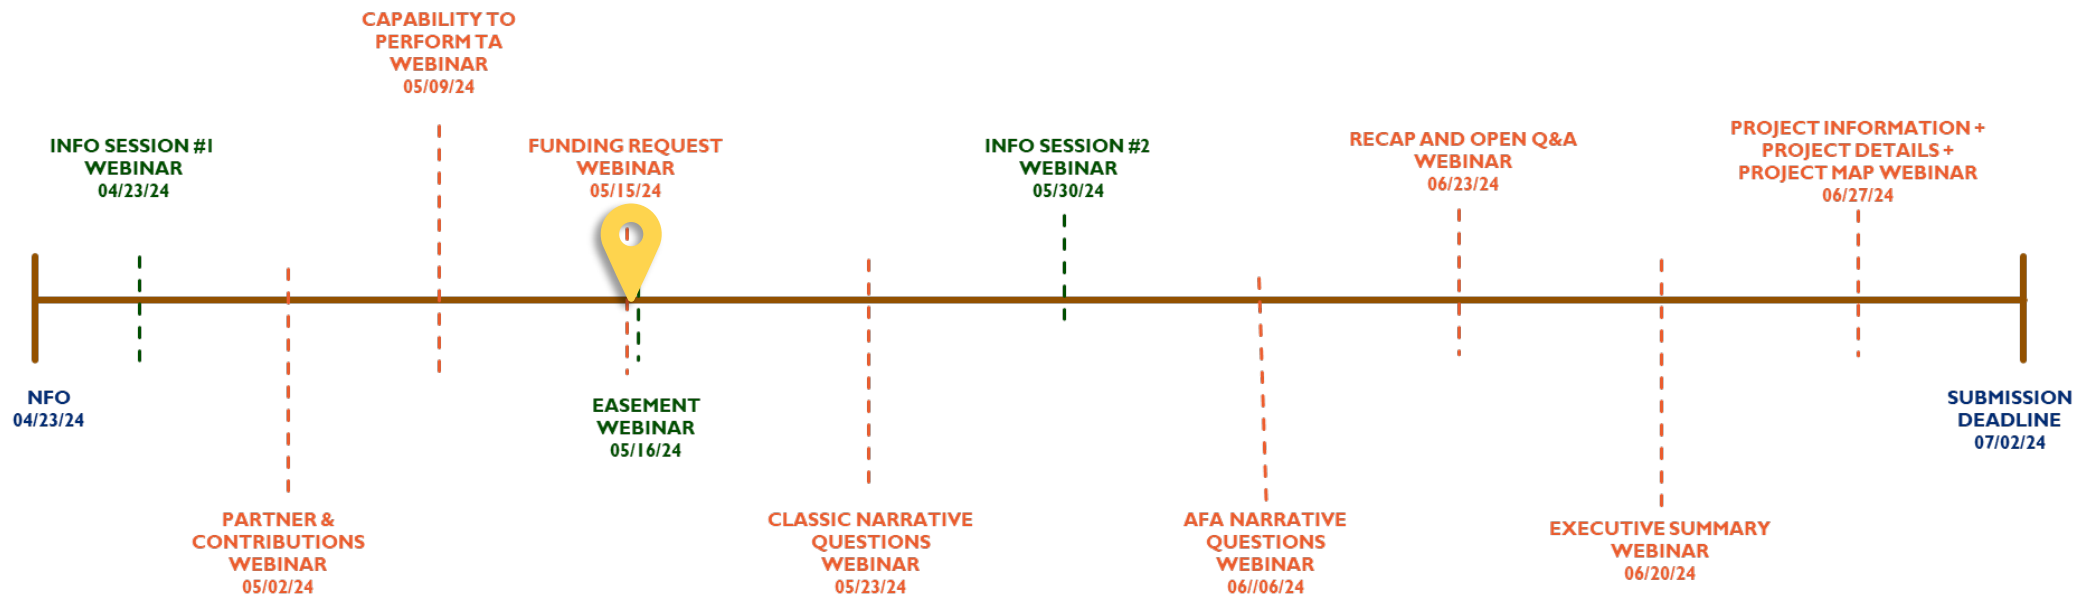 CAPABILITY TO
PERFORM TA
WEBINAR
05/09/24
INFO SESSION #1
WEBINAR
04/23/24
FUNDING REQUEST
WEBINAR
05/15/24
INFO SESSION #2
WEBINAR
05/30/24
RECAP AND OPEN Q&A
WEBINAR
06/23/24
PROJECT INFORMATION +
PROJECT DETAILS +
PROJECT MAP WEBINAR
06/27/24
NFO
04/23/24
EASEMENT
WEBINAR
05/16/24
SUBMISSION
DEADLINE
07/02/24
PARTNER &
CONTRIBUTIONS
WEBINAR
05/02/24
CLASSIC NARRATIVE
QUESTIONS
WEBINAR
05/23/24
AFA NARRATIVE
QUESTIONS
WEBINAR
06//06/24
EXECUTIVE SUMMARY
WEBINAR
06/20/24